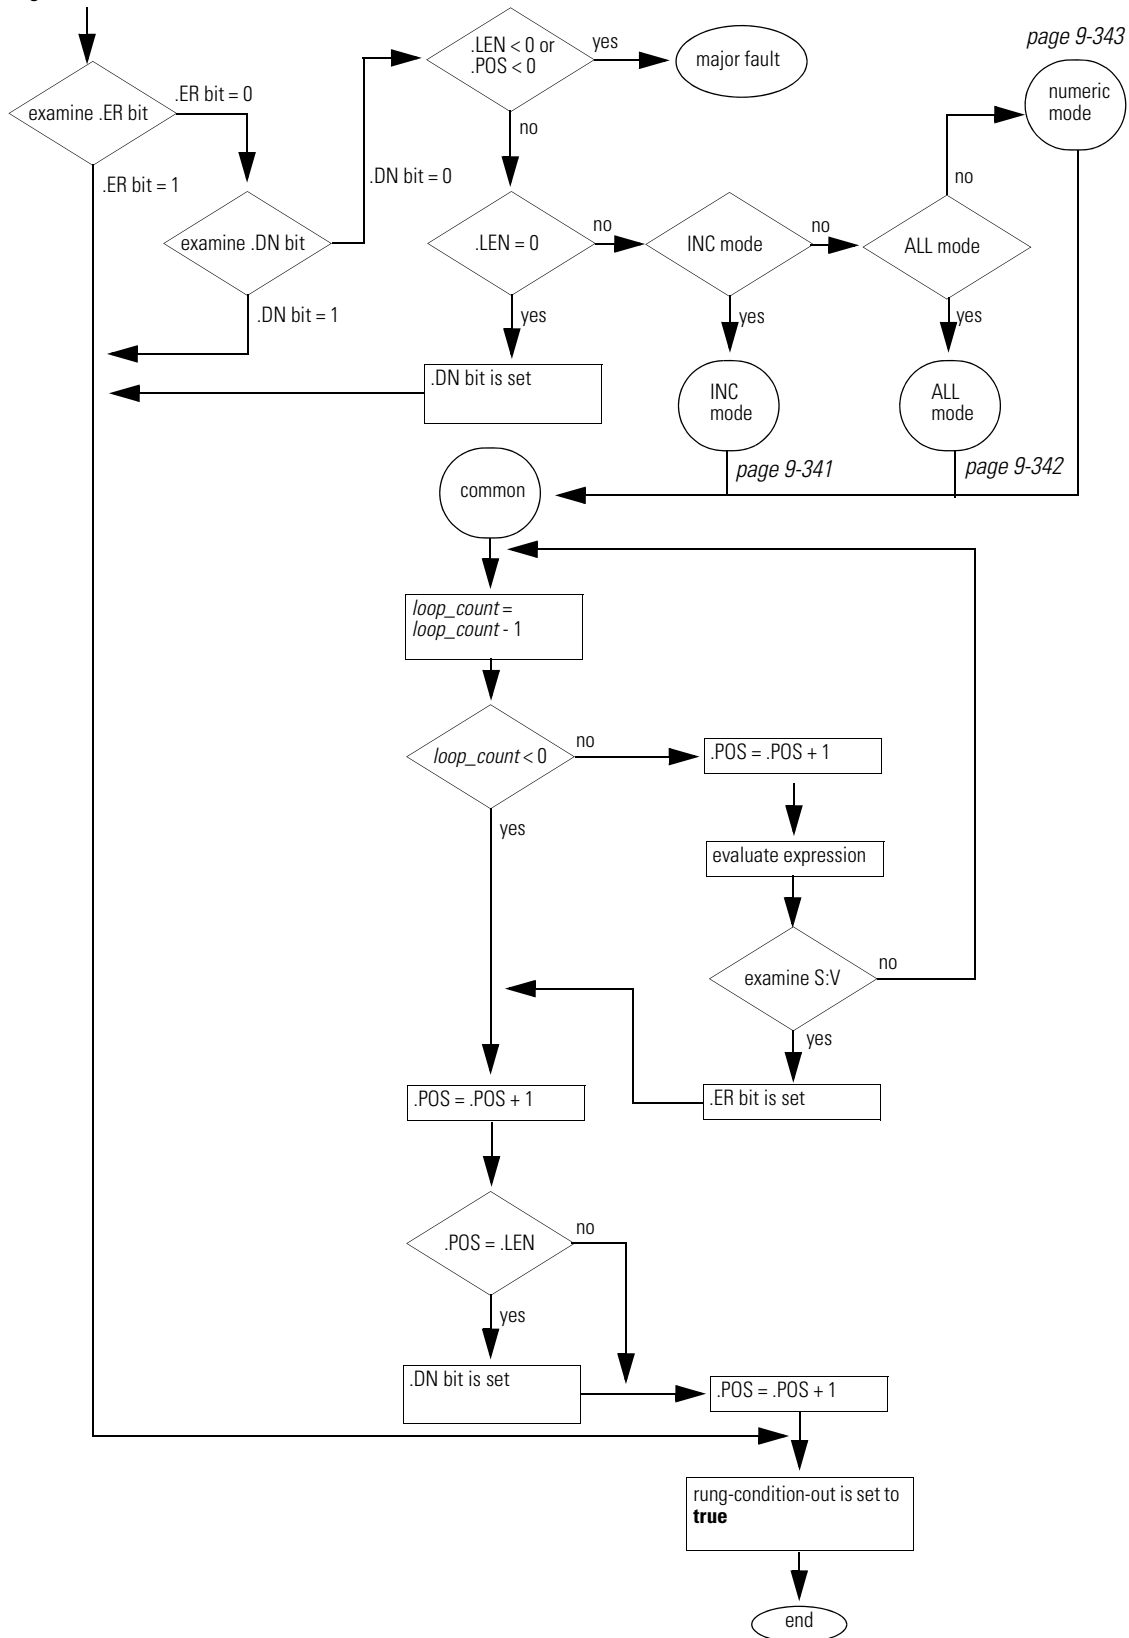 .LEN < 0 or
.POS < 0
yes
major fault
page 9-343
numeric
mode
examine .ER bit
.ER bit = 0
no
.DN bit = 0
.ER bit = 1
no
examine .DN bit
.LEN = 0
no
INC mode
no
ALL mode
.DN bit = 1
yes
yes
yes
.DN bit is set
INC
mode
ALL
mode
page 9-341
page 9-342
common
loop_count =
loop_count - 1
loop_count < 0
no
.POS = .POS + 1
yes
evaluate expression
examine S:V
no
yes
.POS = .POS + 1
.ER bit is set
.POS = .LEN
no
yes
.DN bit is set
.POS = .POS + 1
rung-condition-out is set to
true
end